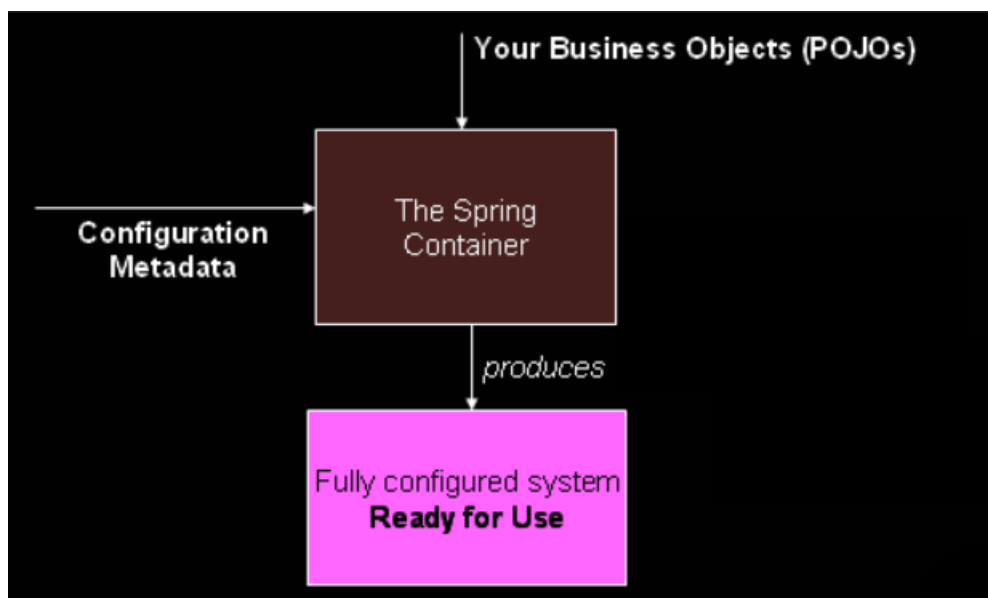 Your Business Objects (POJOs)
The Spring
Container
Configuration
Metadata
produces
Fully configured system
Ready for Use